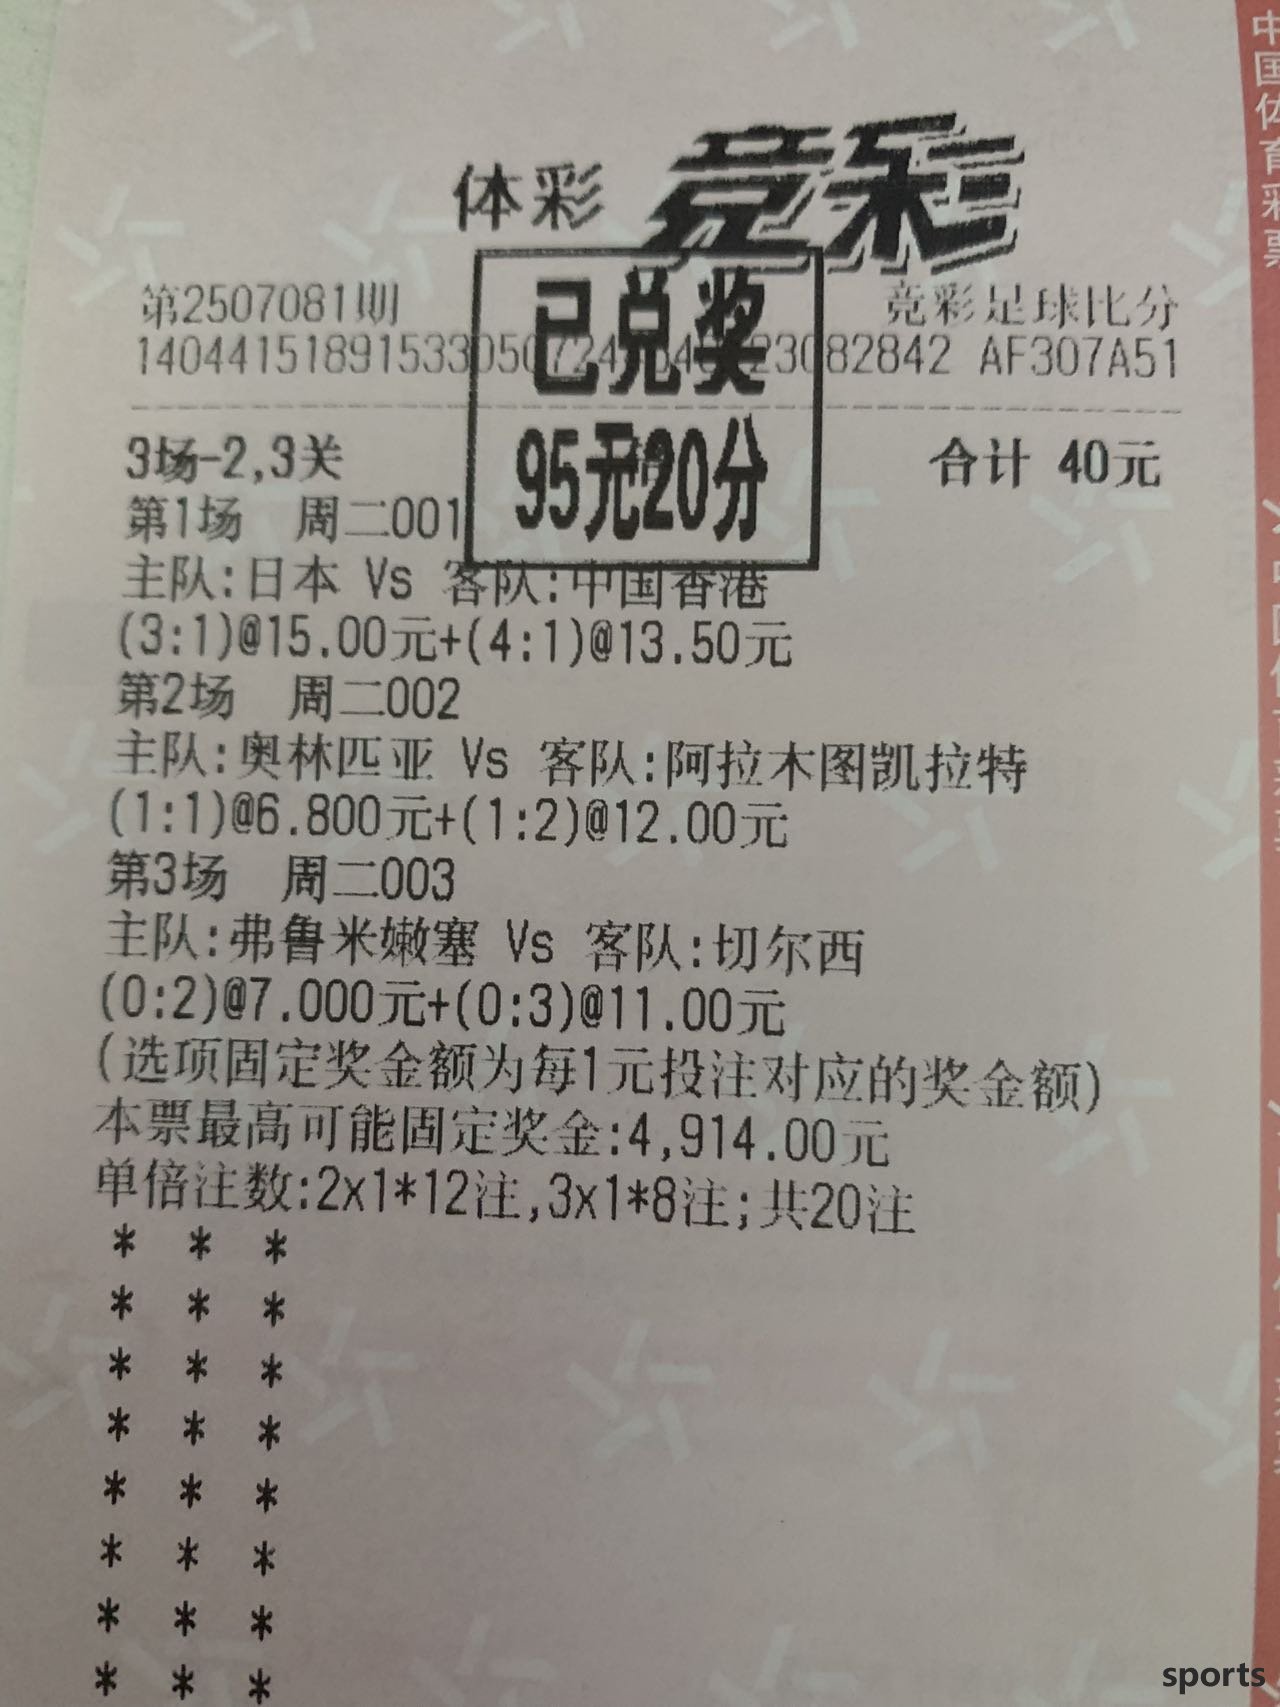 体彩 竞彩
已兑奖
95元20分
第2507081期 竞彩足球比分
23082842 AF307A51
3场-2,3关 合计 40元
第1场 周二001
主队:日本 Vs 客队:中国香港
(3:1)@15.00元+(4:1)@13.50元
第2场 周二002
主队:奥林匹亚 Vs 客队:阿拉木图凯拉特
(1:1)@6.800元+(1:2)@12.00元
第3场 周二003
主队:弗鲁米嫩塞 Vs 客队:切尔西
(0:2)@7.000元+(0:3)@11.00元
(选项固定奖金额为每1元投注对应的奖金额)
本票最高可能固定奖金:4,914.00元
单倍注数:2x1*12注,3x1*8注;共20注
* * *
* * *
* * *
* * *
* * *
* * *
* * *
* * *
中国体育彩票
sports